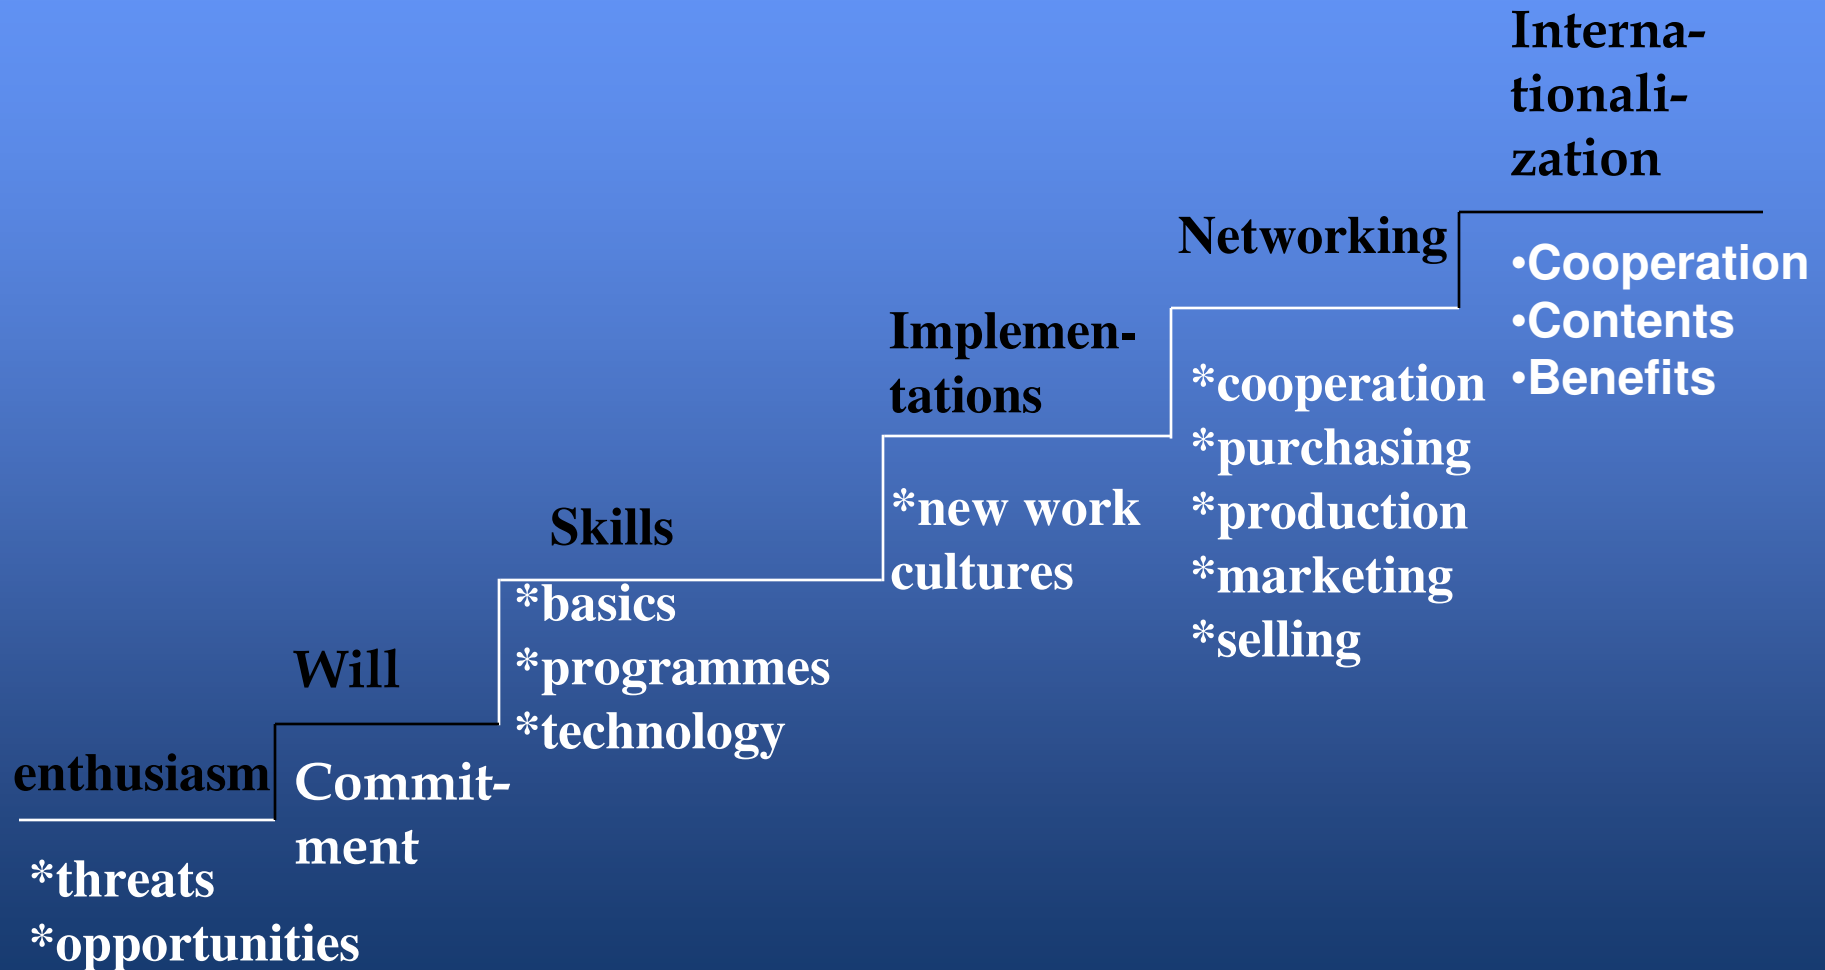 enthusiasm
*threats
*opportunities
Will
Commit-
ment
Skills
*basics
*programmes
*technology
Implemen-
tations
*new work
cultures
Networking
*cooperation
*purchasing
*production
*marketing
*selling
Interna-
tionali-
zation
•Cooperation
•Contents
•Benefits